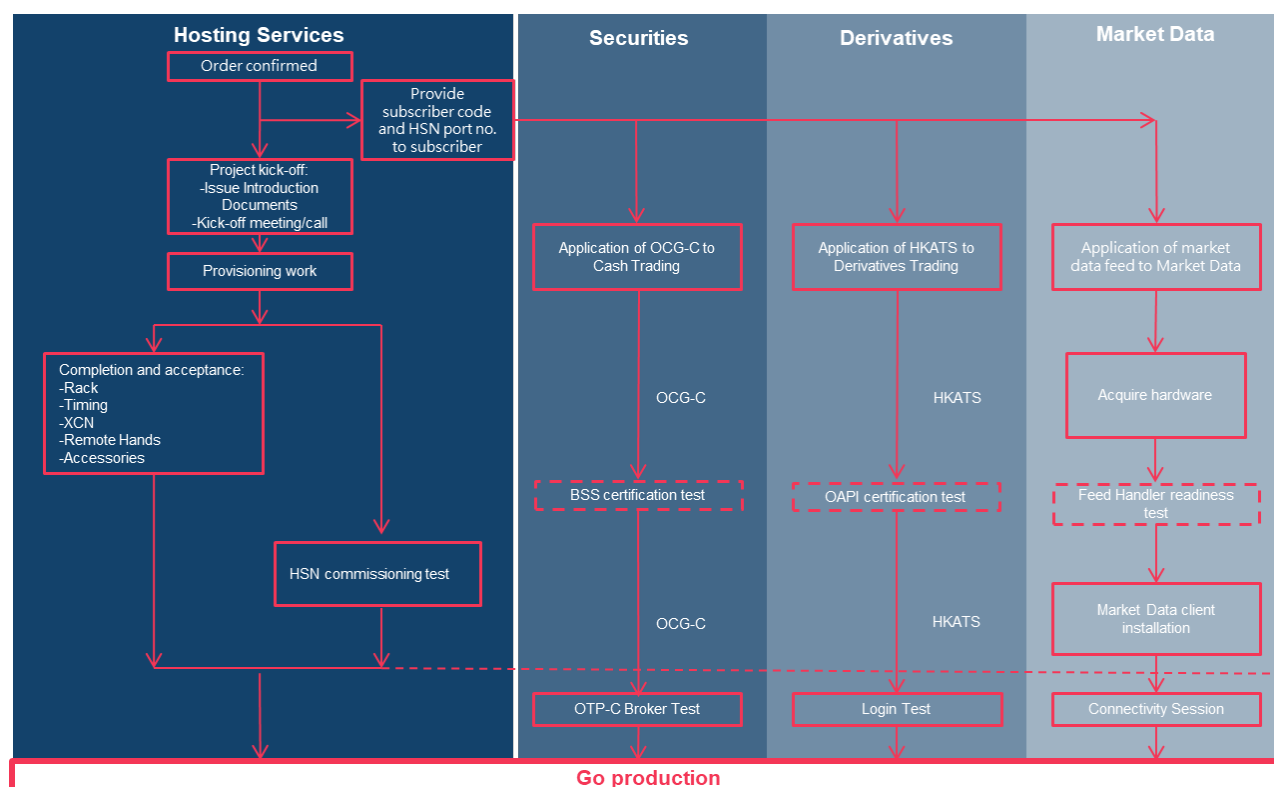 Hosting Services
Securities
Derivatives
Market Data
Order confirmed
Provide
subscriber code
and HSN port no.
to subscriber
Project kick-off:
-Issue Introduction
Documents
-Kick-off meeting/call
Provisioning work
Application of OCG-C to
Cash Trading
Application of HKATS to
Derivatives Trading
Application of market
data feed to Market Data
Completion and acceptance:
-Rack
-Timing
-XCN
-Remote Hands
-Accessories
OCG-C
HKATS
Acquire hardware
BSS certification test
OAPI certification test
Feed Handler readiness
test
HSN commissioning test
OCG-C
HKATS
Market Data client
installation
OTP-C Broker Test
Login Test
Connectivity Session
Go production